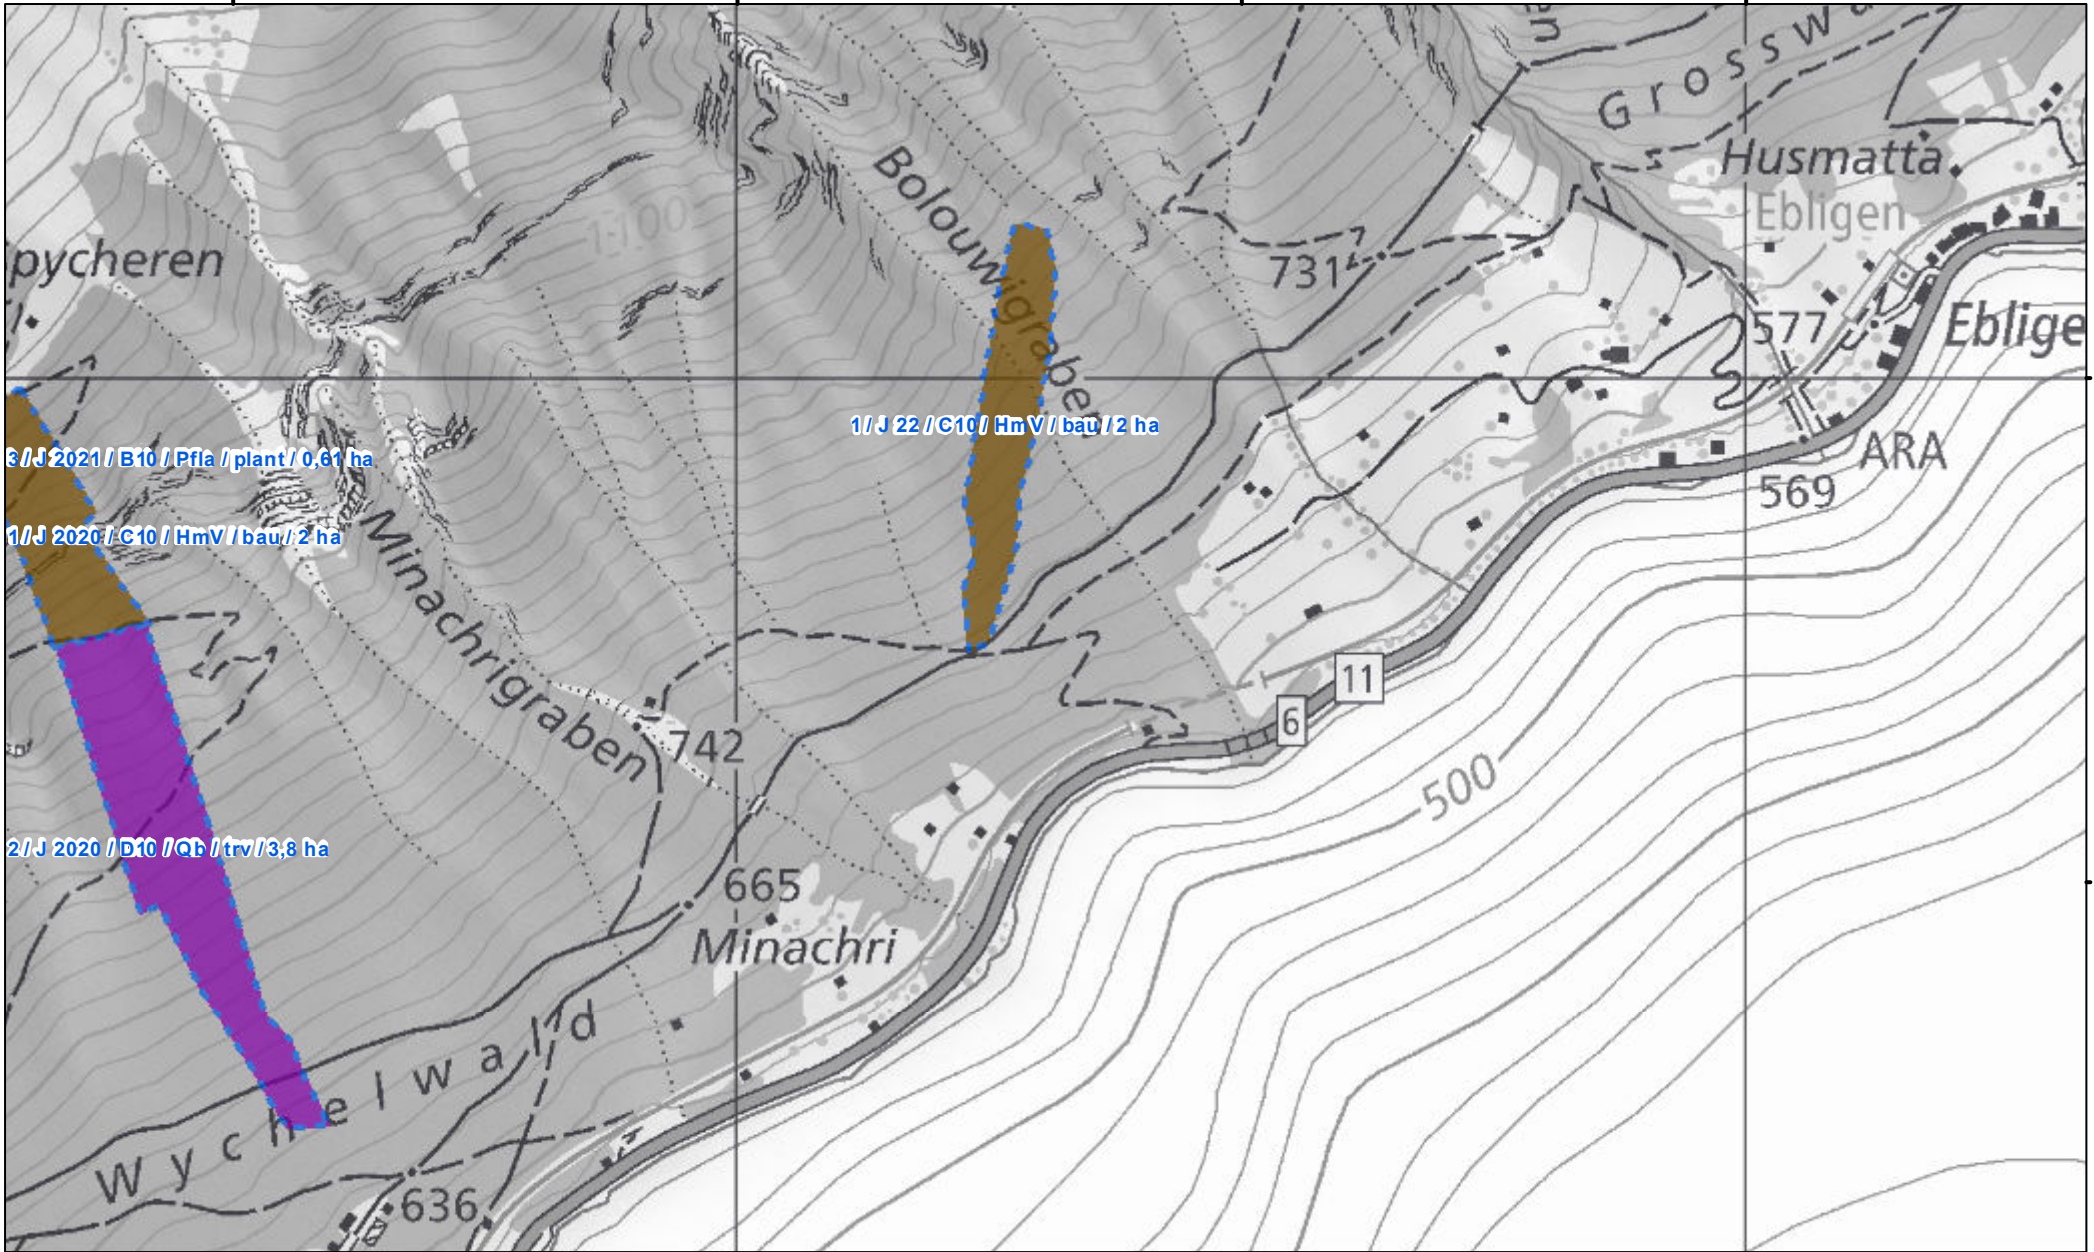 Grossw
Husmatta
Ebligen
Bolouwigraben
1100
pycheren
731
577
Eblige
1 / J 22 / C10 / HmV / bau / 2 ha
ARA
3 / J 2021 / B10 / Pfla / plant / 0,61 ha
569
1 / J 2020 / C10 / HmV / bau / 2 ha
Minachrigraben
11
6
742
500
2 / J 2020 / D10 / Qb / trv / 3,8 ha
665
Minachri
Wychelwald
636